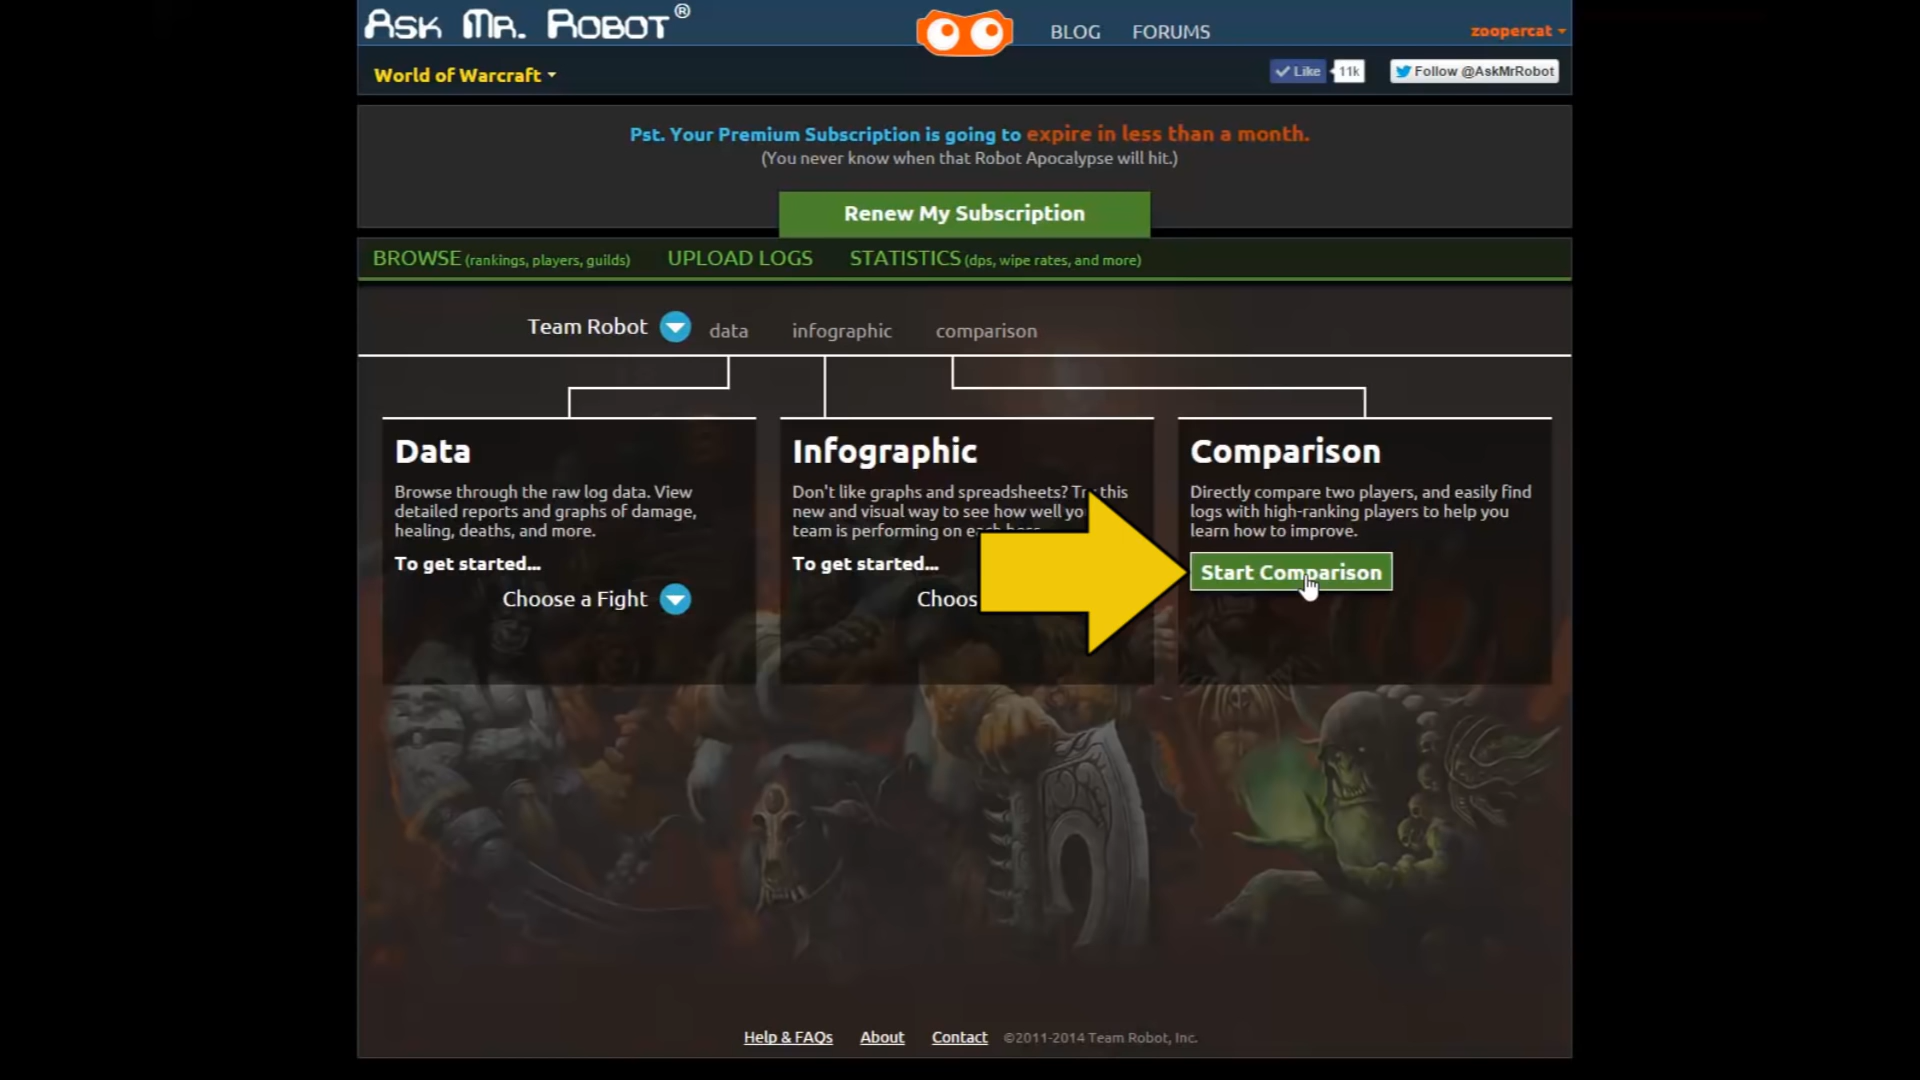 Ask Mr. Robot®
BLOG FORUMS
zoopercat
World of Warcraft
Like 11k
Follow @AskMrRobot
Pst. Your Premium Subscription is going to expire in less than a month.
(You never know when that Robot Apocalypse will hit.)
Renew My Subscription
BROWSE (rankings, players, guilds) UPLOAD LOGS STATISTICS (dps, wipe rates, and more)
Team Robot data infographic comparison
Data
Browse through the raw log data. View
detailed reports and graphs of damage,
healing, deaths, and more.
To get started...
Choose a Fight
Infographic
Don't like graphs and spreadsheets? Try this
new and visual way to see how well yo
team is performing on each boss.
To get started...
Choos
Comparison
Directly compare two players, and easily find
logs with high-ranking players to help you
learn how to improve.
Start Comparison
Help & FAQs About Contact ©2011-2014 Team Robot, Inc.